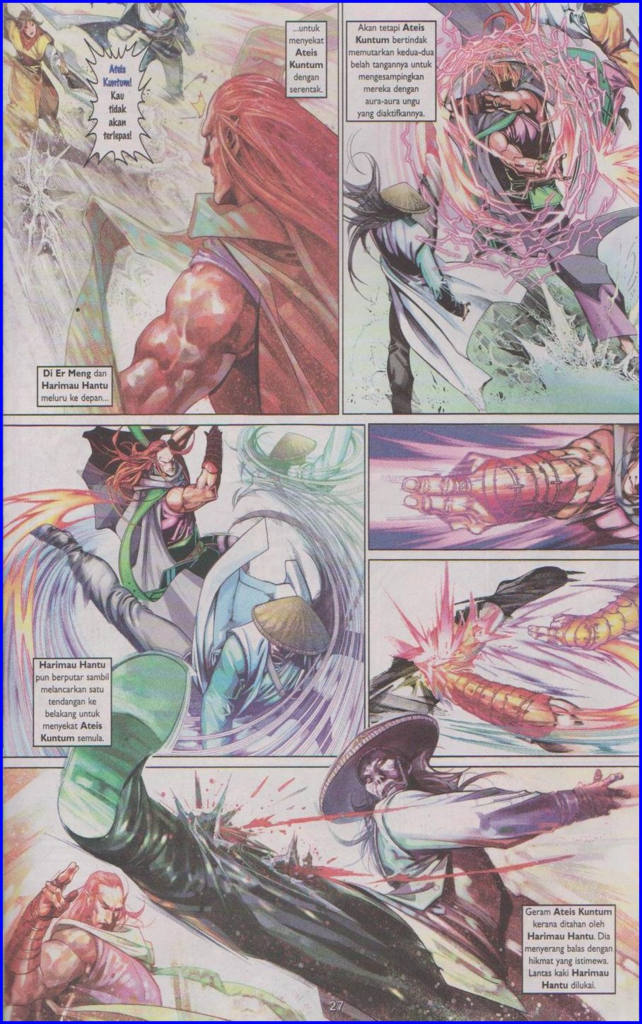 Ateis
Kuntum!
Kau
tidak
akan
terlepas!
Di Er Meng dan
Harimau Hantu
meluru ke depan...
...untuk
menyekat
Ateis
Kuntum
dengan
serentak.
Akan tetapi Ateis
Kuntum bertindak
memutarkan kedua-dua
belah tangannya untuk
mengesampingkan
mereka dengan
aura-aura ungu
yang diaktifkannya.
Harimau Hantu
pun berputar sambil
melancarkan satu
tendangan ke
belakang untuk
menyekat Ateis
Kuntum semula.
Geram Ateis Kuntum
kerana ditahan oleh
Harimau Hantu. Dia
menyerang balas dengan
hikmat yang istimewa.
Lantas kaki Harimau
Hantu dilukai.
27